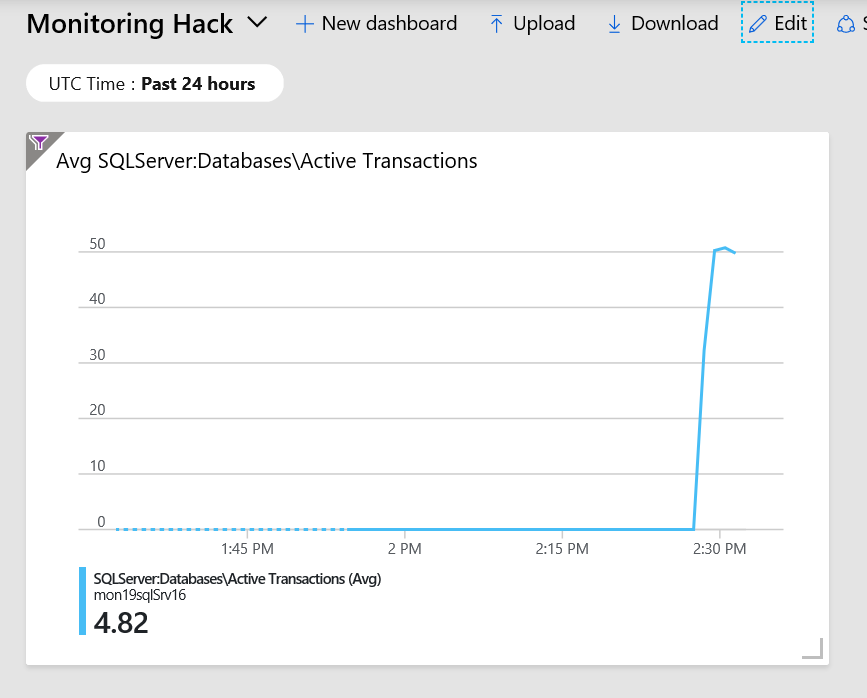 Monitoring Hack New dashboard Upload Download Edit S
UTC Time : Past 24 hours
Avg SQLServer:Databases\Active Transactions
50
40
30
20
10
0
1:45 PM 2 PM 2:15 PM 2:30 PM
SQLServer:Databases\Active Transactions (Avg)
mon19sqlSrv16
4.82